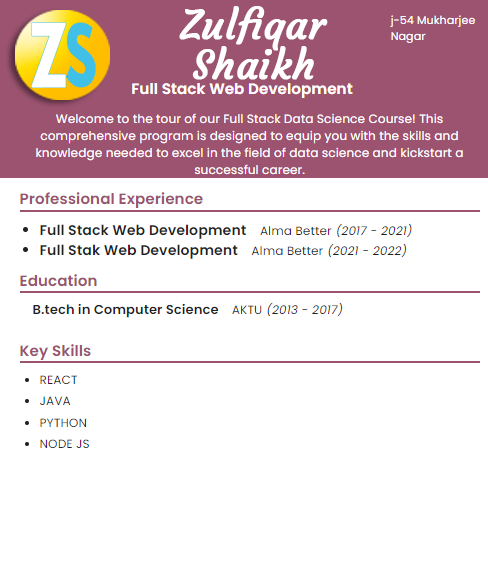 ZS
Zulfiqar
Shaikh
j-54 Mukharjee
Nagar
Full Stack Web Development
Welcome to the tour of our Full Stack Data Science Course! This
comprehensive program is designed to equip you with the skills and
knowledge needed to excel in the field of data science and kickstart a
successful career.
Professional Experience
• Full Stack Web Development Alma Better (2017 - 2021)
• Full Stak Web Development Alma Better (2021 - 2022)
Education
B.tech in Computer Science AKTU (2013 - 2017)
Key Skills
• REACT
• JAVA
• PYTHON
• NODE JS